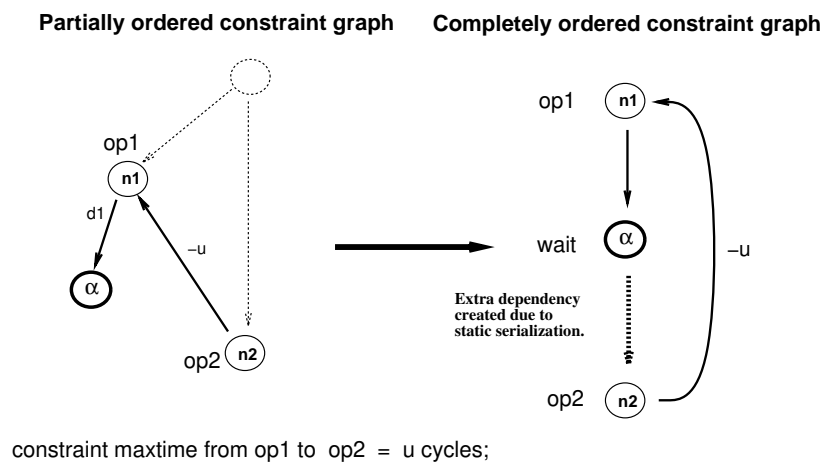 Partially ordered constraint graph
Completely ordered constraint graph
op1
n1
d1
α
–u
op2
n2
op1
n1
wait
α
–u
Extra dependency
created due to
static serialization.
op2
n2
constraint maxtime from op1 to op2 = u cycles;